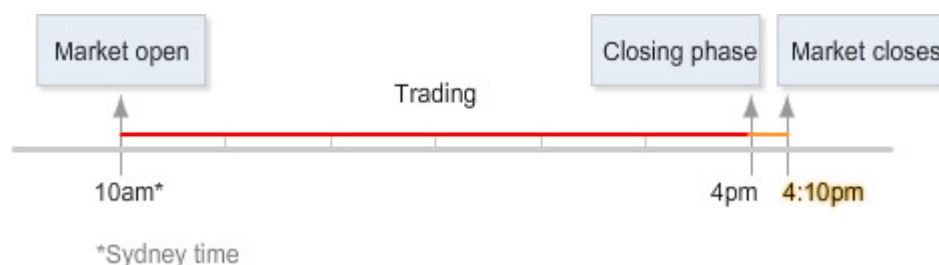 Market open
Closing phase
Market closes
Trading
10am*
4pm
4:10pm
*Sydney time